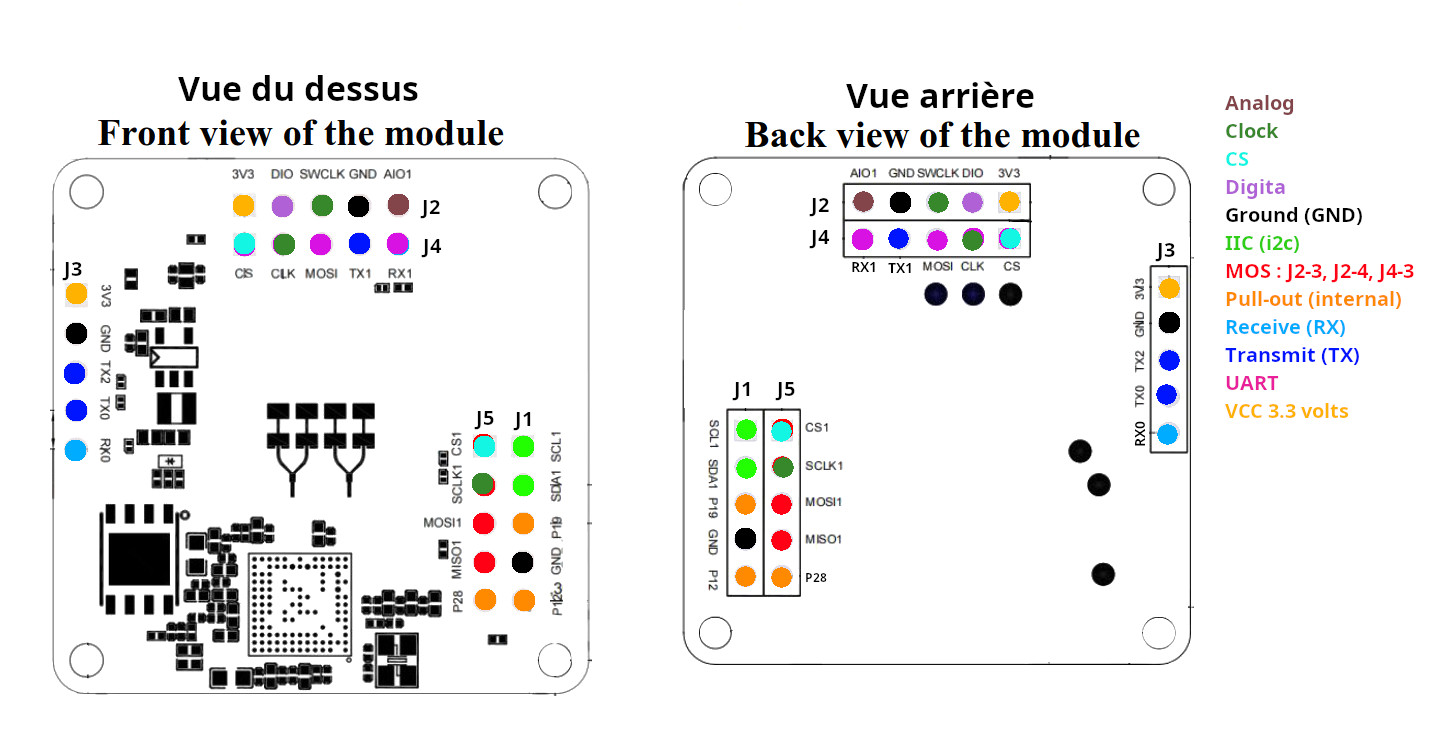 Vue du dessus
Front view of the module
3V3 DIO SWCLK GND AIO1
J2
J4
CIS CLK MOSI TX1 RX1
J3
3V3
GND
TX2
TX0
RX0
J5 J1
CS1 SCL1
SCLK1 SDA1
MOSI1 P19
MISO1 GND
P28
Vue arrière
Back view of the module
AIO1 GND SWCLK DIO 3V3
J2
J4
RX1 TX1 MOSI CLK CS
J3
3V3
GND
TX2
TX0
RX0
J1 J5
SCL1 CS1
SDA1 SCLK1
P19 MOSI1
GND MISO1
P12 P28
Analog
Clock
CS
Digita
Ground (GND)
IIC (i2c)
MOS : J2-3, J2-4, J4-3
Pull-out (internal)
Receive (RX)
Transmit (TX)
UART
VCC 3.3 volts